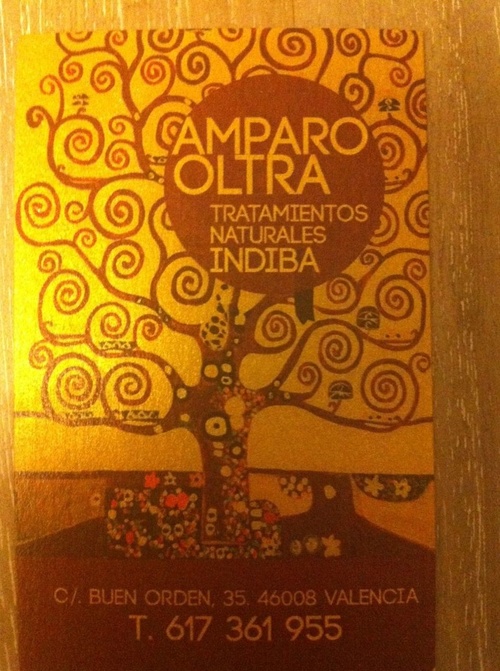 AMPARO
OLTRA
TRATAMIENTOS
NATURALES
INDIBA
C/. BUEN ORDEN, 35. 46008 VALENCIA
T. 617 361 955